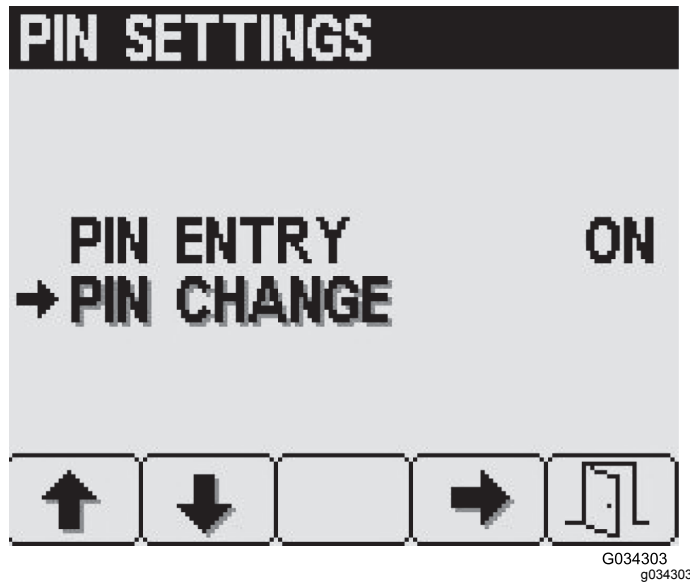 PIN SETTINGS
PIN ENTRY ON
PIN CHANGE
G034303
g034303